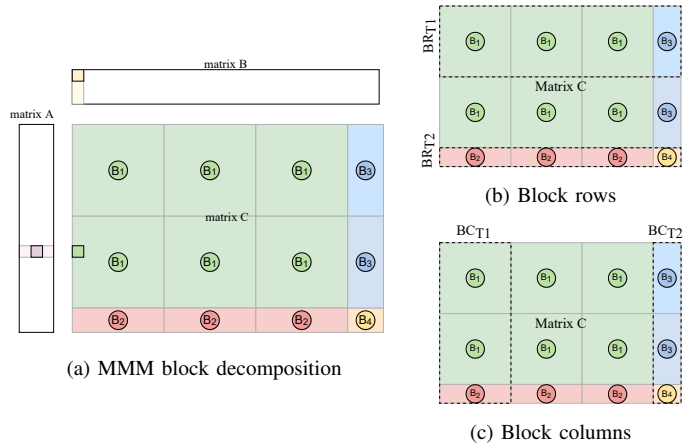 matrix B
matrix A
B1 B1 B1 B3
matrix C
B1 B1 B1 B3
B2 B2 B2 B4
(a) MMM block decomposition
BRT1
B1 B1 B1 B3
Matrix C
B1 B1 B1 B3
BRT2
B2 B2 B2 B4
(b) Block rows
BCT1 BCT2
B1 B1 B1 B3
Matrix C
B1 B1 B1 B3
B2 B2 B2 B4
(c) Block columns